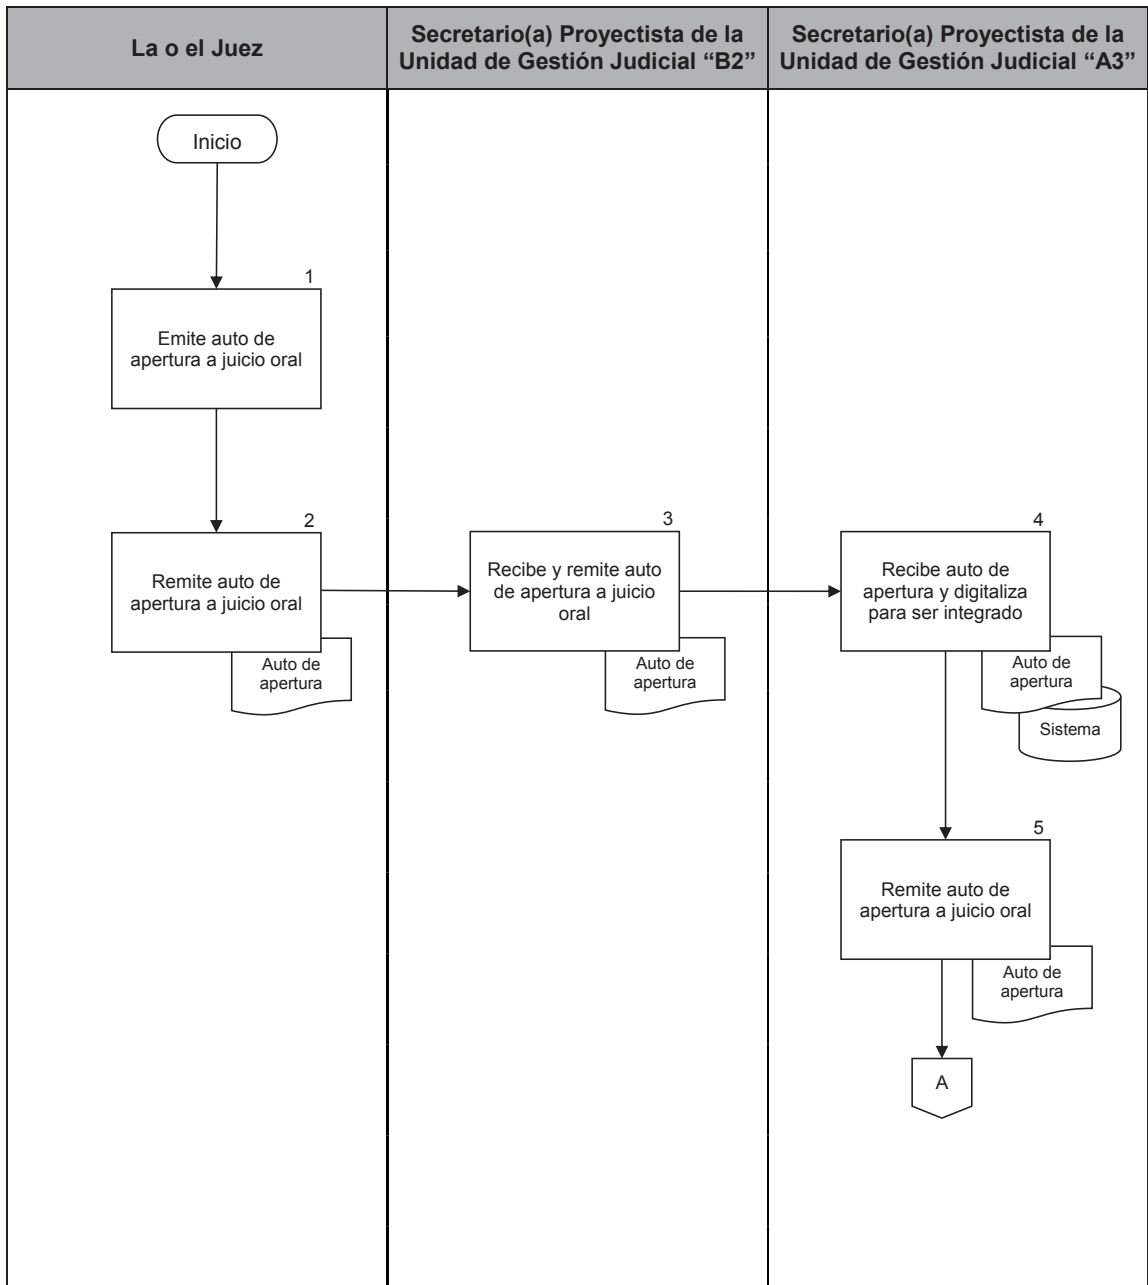 La o el Juez
Secretario(a) Proyectista de la
Unidad de Gestión Judicial “B2”
Secretario(a) Proyectista de la
Unidad de Gestión Judicial “A3”
Inicio
1
Emite auto de
apertura a juicio oral
2
Remite auto de
apertura a juicio oral
Auto de
apertura
3
Recibe y remite auto
de apertura a juicio
oral
Auto de
apertura
4
Recibe auto de
apertura y digitaliza
para ser integrado
Auto de
apertura
Sistema
5
Remite auto de
apertura a juicio oral
Auto de
apertura
A